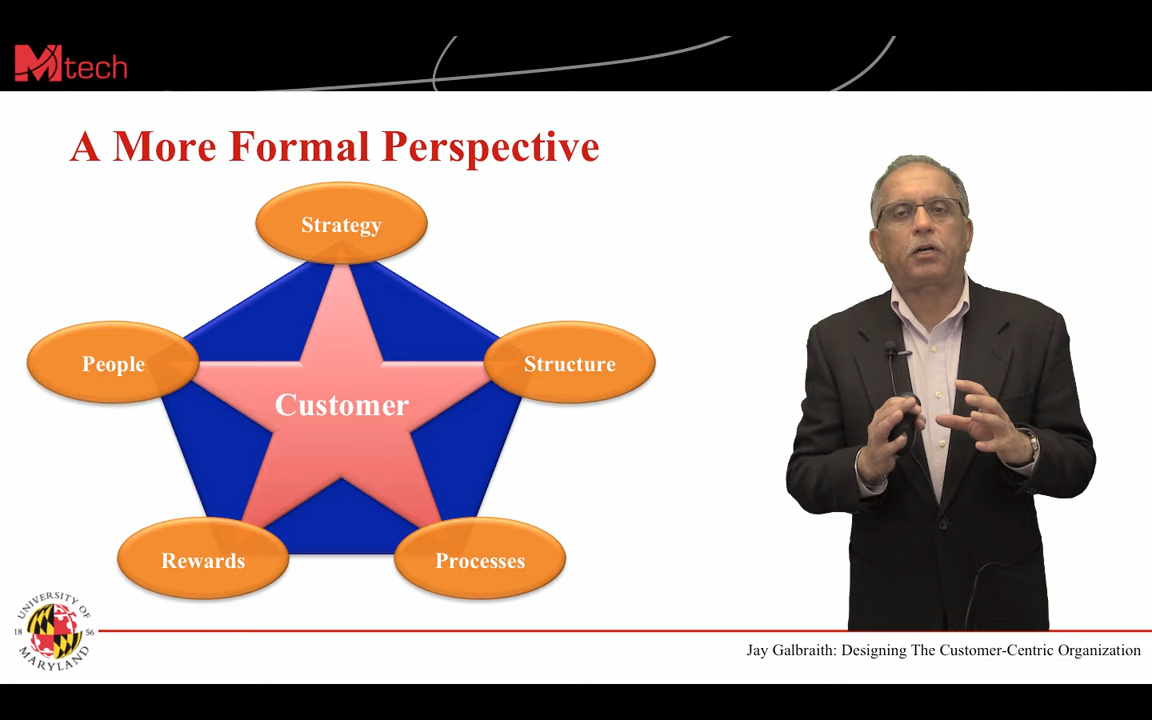 Mtech
A More Formal Perspective
Strategy
People
Structure
Customer
Rewards
Processes
UNIVERSITY OF
18 56
MARYLAND
Jay Galbraith: Designing The Customer-Centric Organization